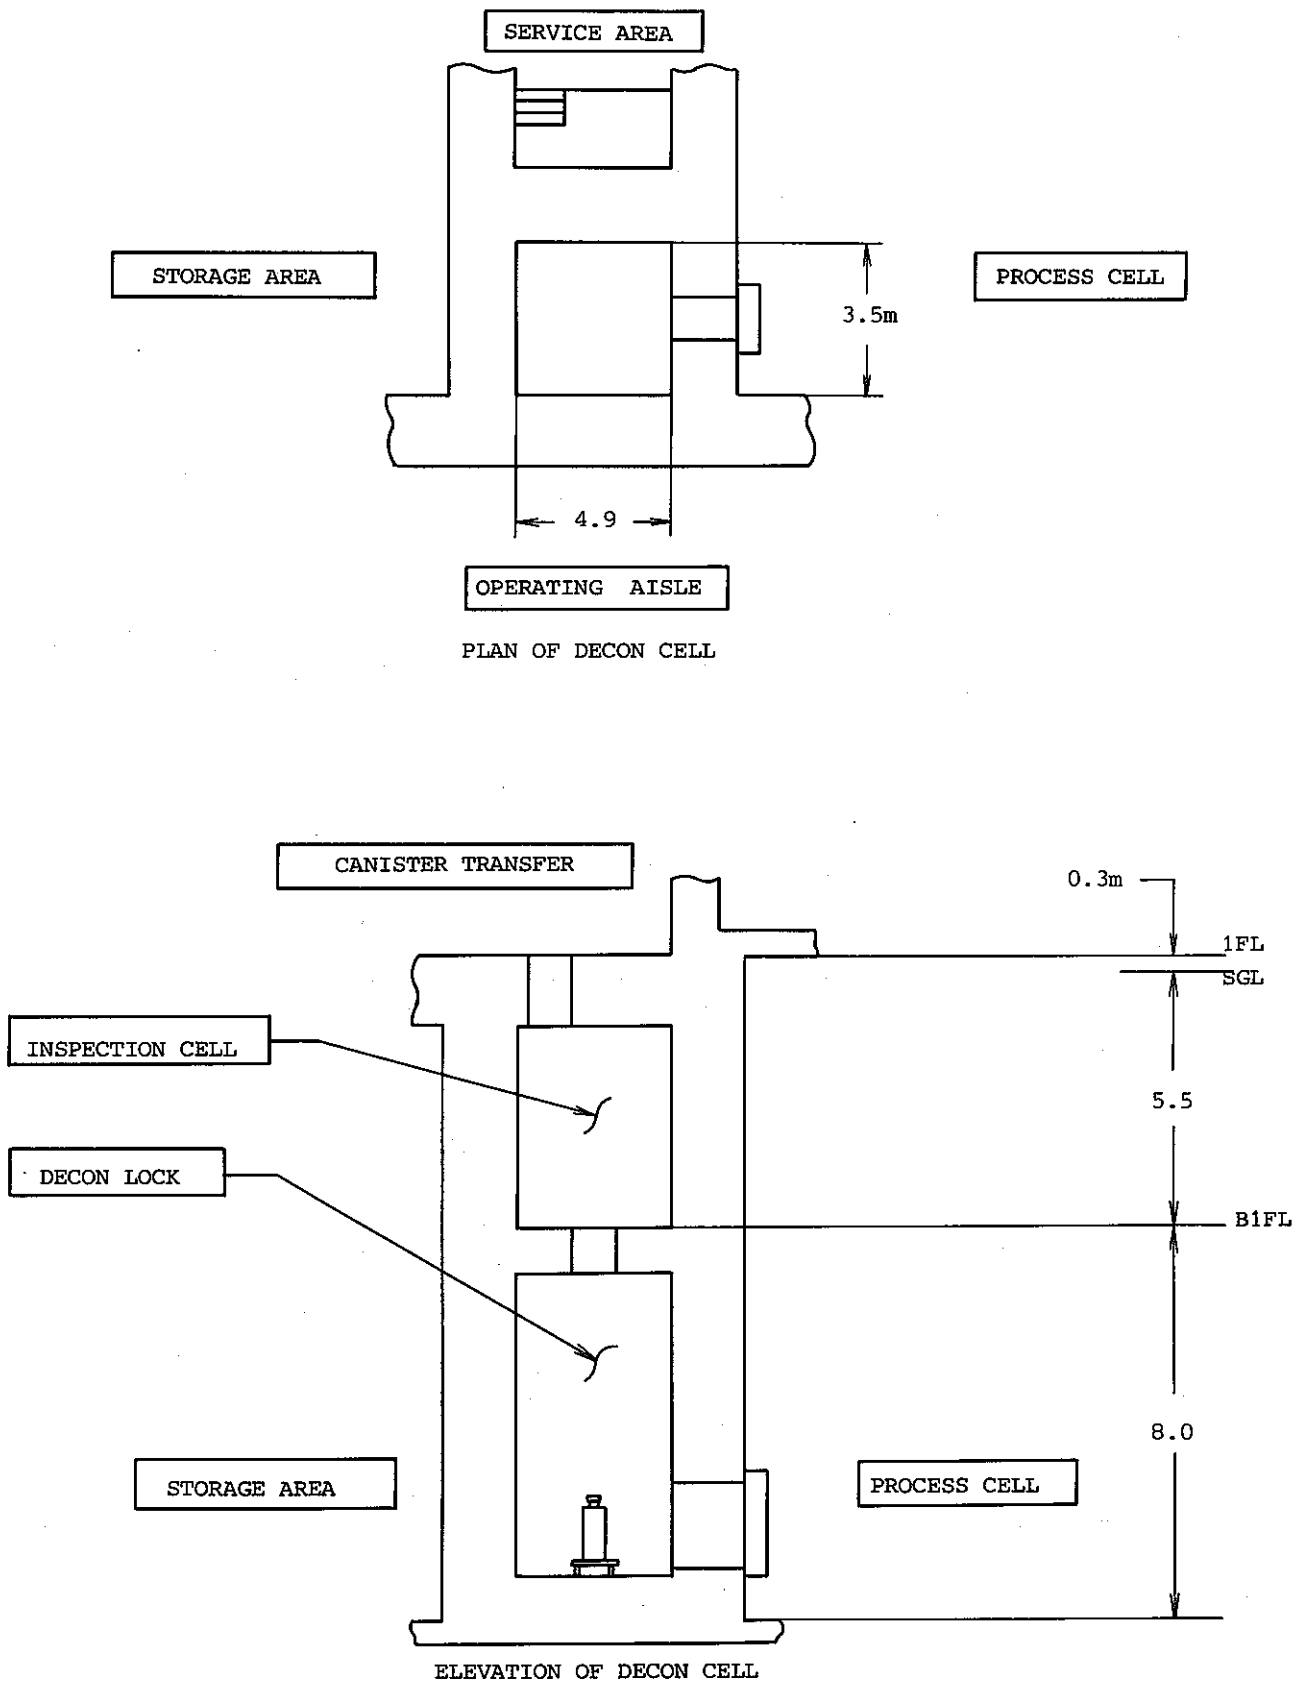 SERVICE AREA
STORAGE AREA
PROCESS CELL
3.5m
4.9
OPERATING AISLE
PLAN OF DECON CELL
CANISTER TRANSFER
0.3m
1FL
SGL
INSPECTION CELL
5.5
DECON LOCK
B1FL
8.0
STORAGE AREA
PROCESS CELL
ELEVATION OF DECON CELL